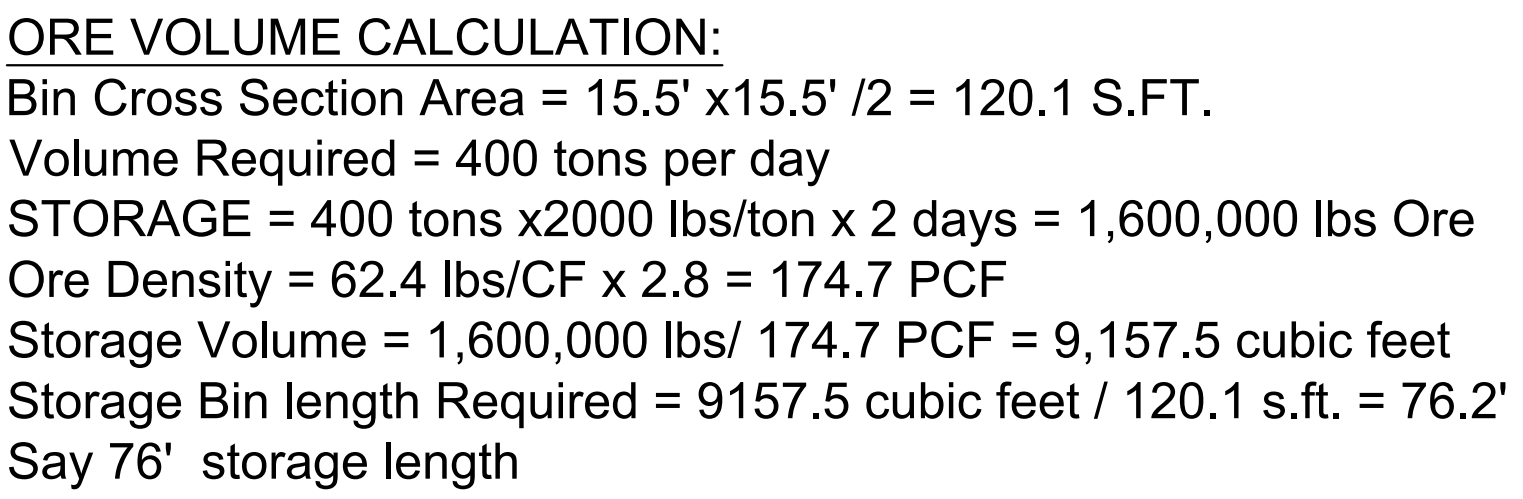 ORE VOLUME CALCULATION:
Bin Cross Section Area = 15.5' x15.5' /2 = 120.1 S.FT.
Volume Required = 400 tons per day
STORAGE = 400 tons x2000 lbs/ton x 2 days = 1,600,000 lbs Ore
Ore Density = 62.4 lbs/CF x 2.8 = 174.7 PCF
Storage Volume = 1,600,000 lbs/ 174.7 PCF = 9,157.5 cubic feet
Storage Bin length Required = 9157.5 cubic feet / 120.1 s.ft. = 76.2'
Say 76' storage length